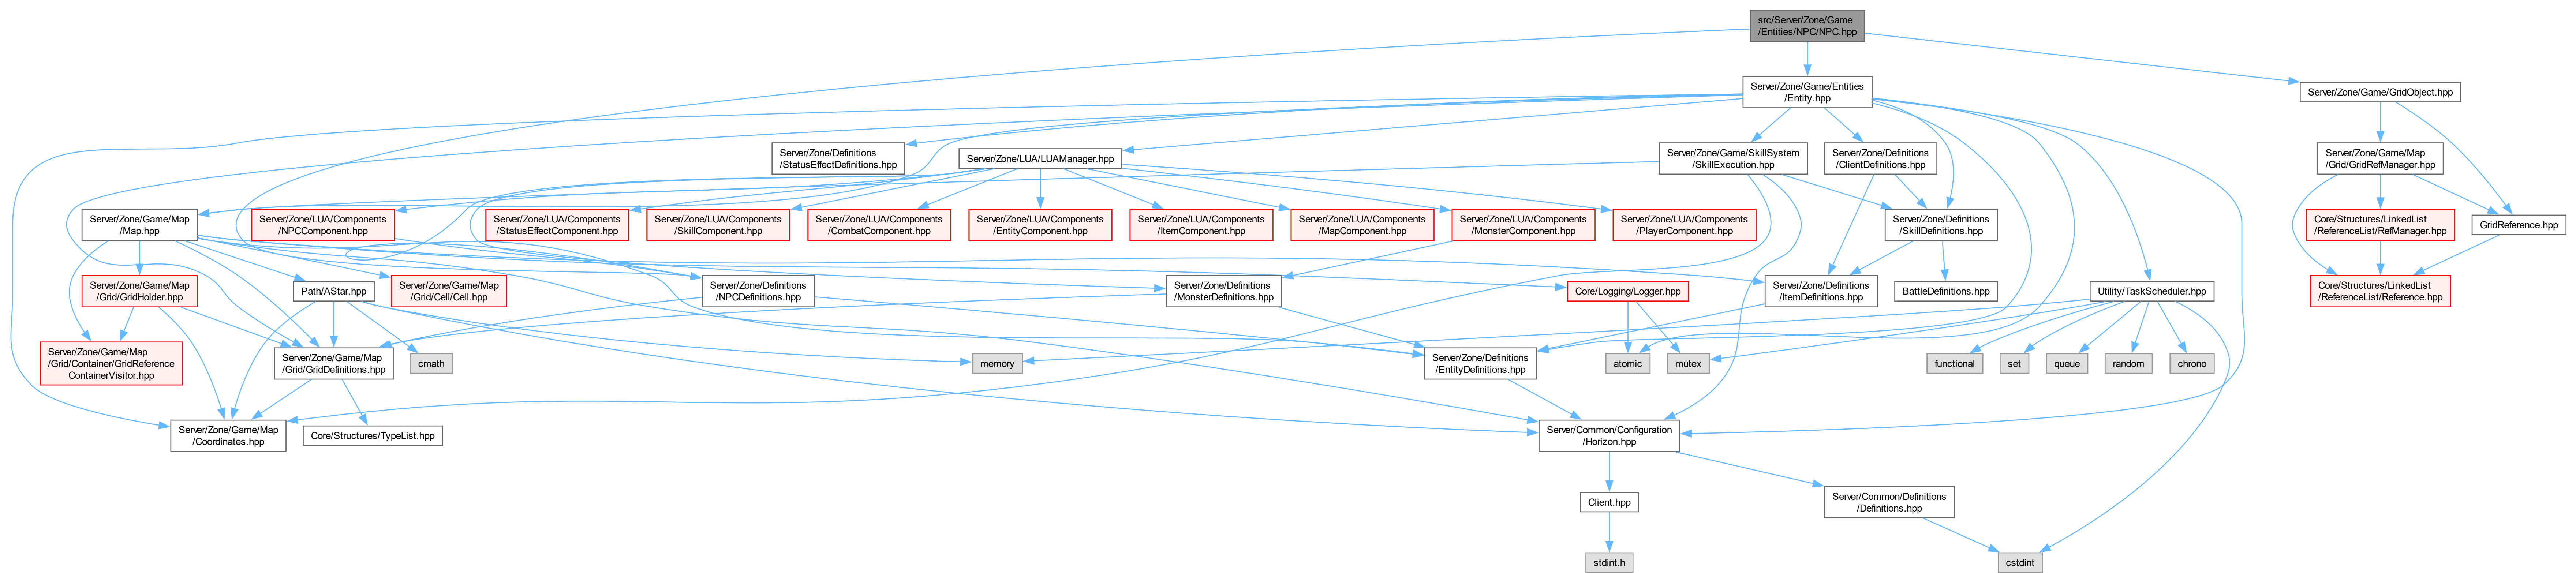 src/Server/Zone/Game
/Entities/NPC/NPC.hpp
Server/Zone/Game/Entities
/Entity.hpp
Server/Zone/Game/GridObject.hpp
Server/Zone/Definitions
/StatusEffectDefinitions.hpp
Server/Zone/LUA/LUAManager.hpp
Server/Zone/Game/SkillSystem
/SkillExecution.hpp
Server/Zone/Definitions
/ClientDefinitions.hpp
Server/Zone/Game/Map
/Grid/GridRefManager.hpp
Server/Zone/Game/Map
/Map.hpp
Server/Zone/LUA/Components
/NPCComponent.hpp
Server/Zone/LUA/Components
/StatusEffectComponent.hpp
Server/Zone/LUA/Components
/SkillComponent.hpp
Server/Zone/LUA/Components
/CombatComponent.hpp
Server/Zone/LUA/Components
/EntityComponent.hpp
Server/Zone/LUA/Components
/ItemComponent.hpp
Server/Zone/LUA/Components
/MapComponent.hpp
Server/Zone/LUA/Components
/MonsterComponent.hpp
Server/Zone/LUA/Components
/PlayerComponent.hpp
Server/Zone/Definitions
/SkillDefinitions.hpp
Core/Structures/LinkedList
/ReferenceList/RefManager.hpp
GridReference.hpp
Server/Zone/Game/Map
/Grid/GridHolder.hpp
Path/AStar.hpp
Server/Zone/Game/Map
/Grid/Cell/Cell.hpp
Server/Zone/Definitions
/NPCDefinitions.hpp
Server/Zone/Definitions
/MonsterDefinitions.hpp
Core/Logging/Logger.hpp
Server/Zone/Definitions
/ItemDefinitions.hpp
BattleDefinitions.hpp
Utility/TaskScheduler.hpp
Core/Structures/LinkedList
/ReferenceList/Reference.hpp
Server/Zone/Game/Map
/Grid/Container/GridReference
ContainerVisitor.hpp
Server/Zone/Game/Map
/Grid/GridDefinitions.hpp
cmath
memory
Server/Zone/Definitions
/EntityDefinitions.hpp
atomic
mutex
functional
set
queue
random
chrono
Server/Zone/Game/Map
/Coordinates.hpp
Core/Structures/TypeList.hpp
Server/Common/Configuration
/Horizon.hpp
Client.hpp
Server/Common/Definitions
/Definitions.hpp
stdint.h
cstdint